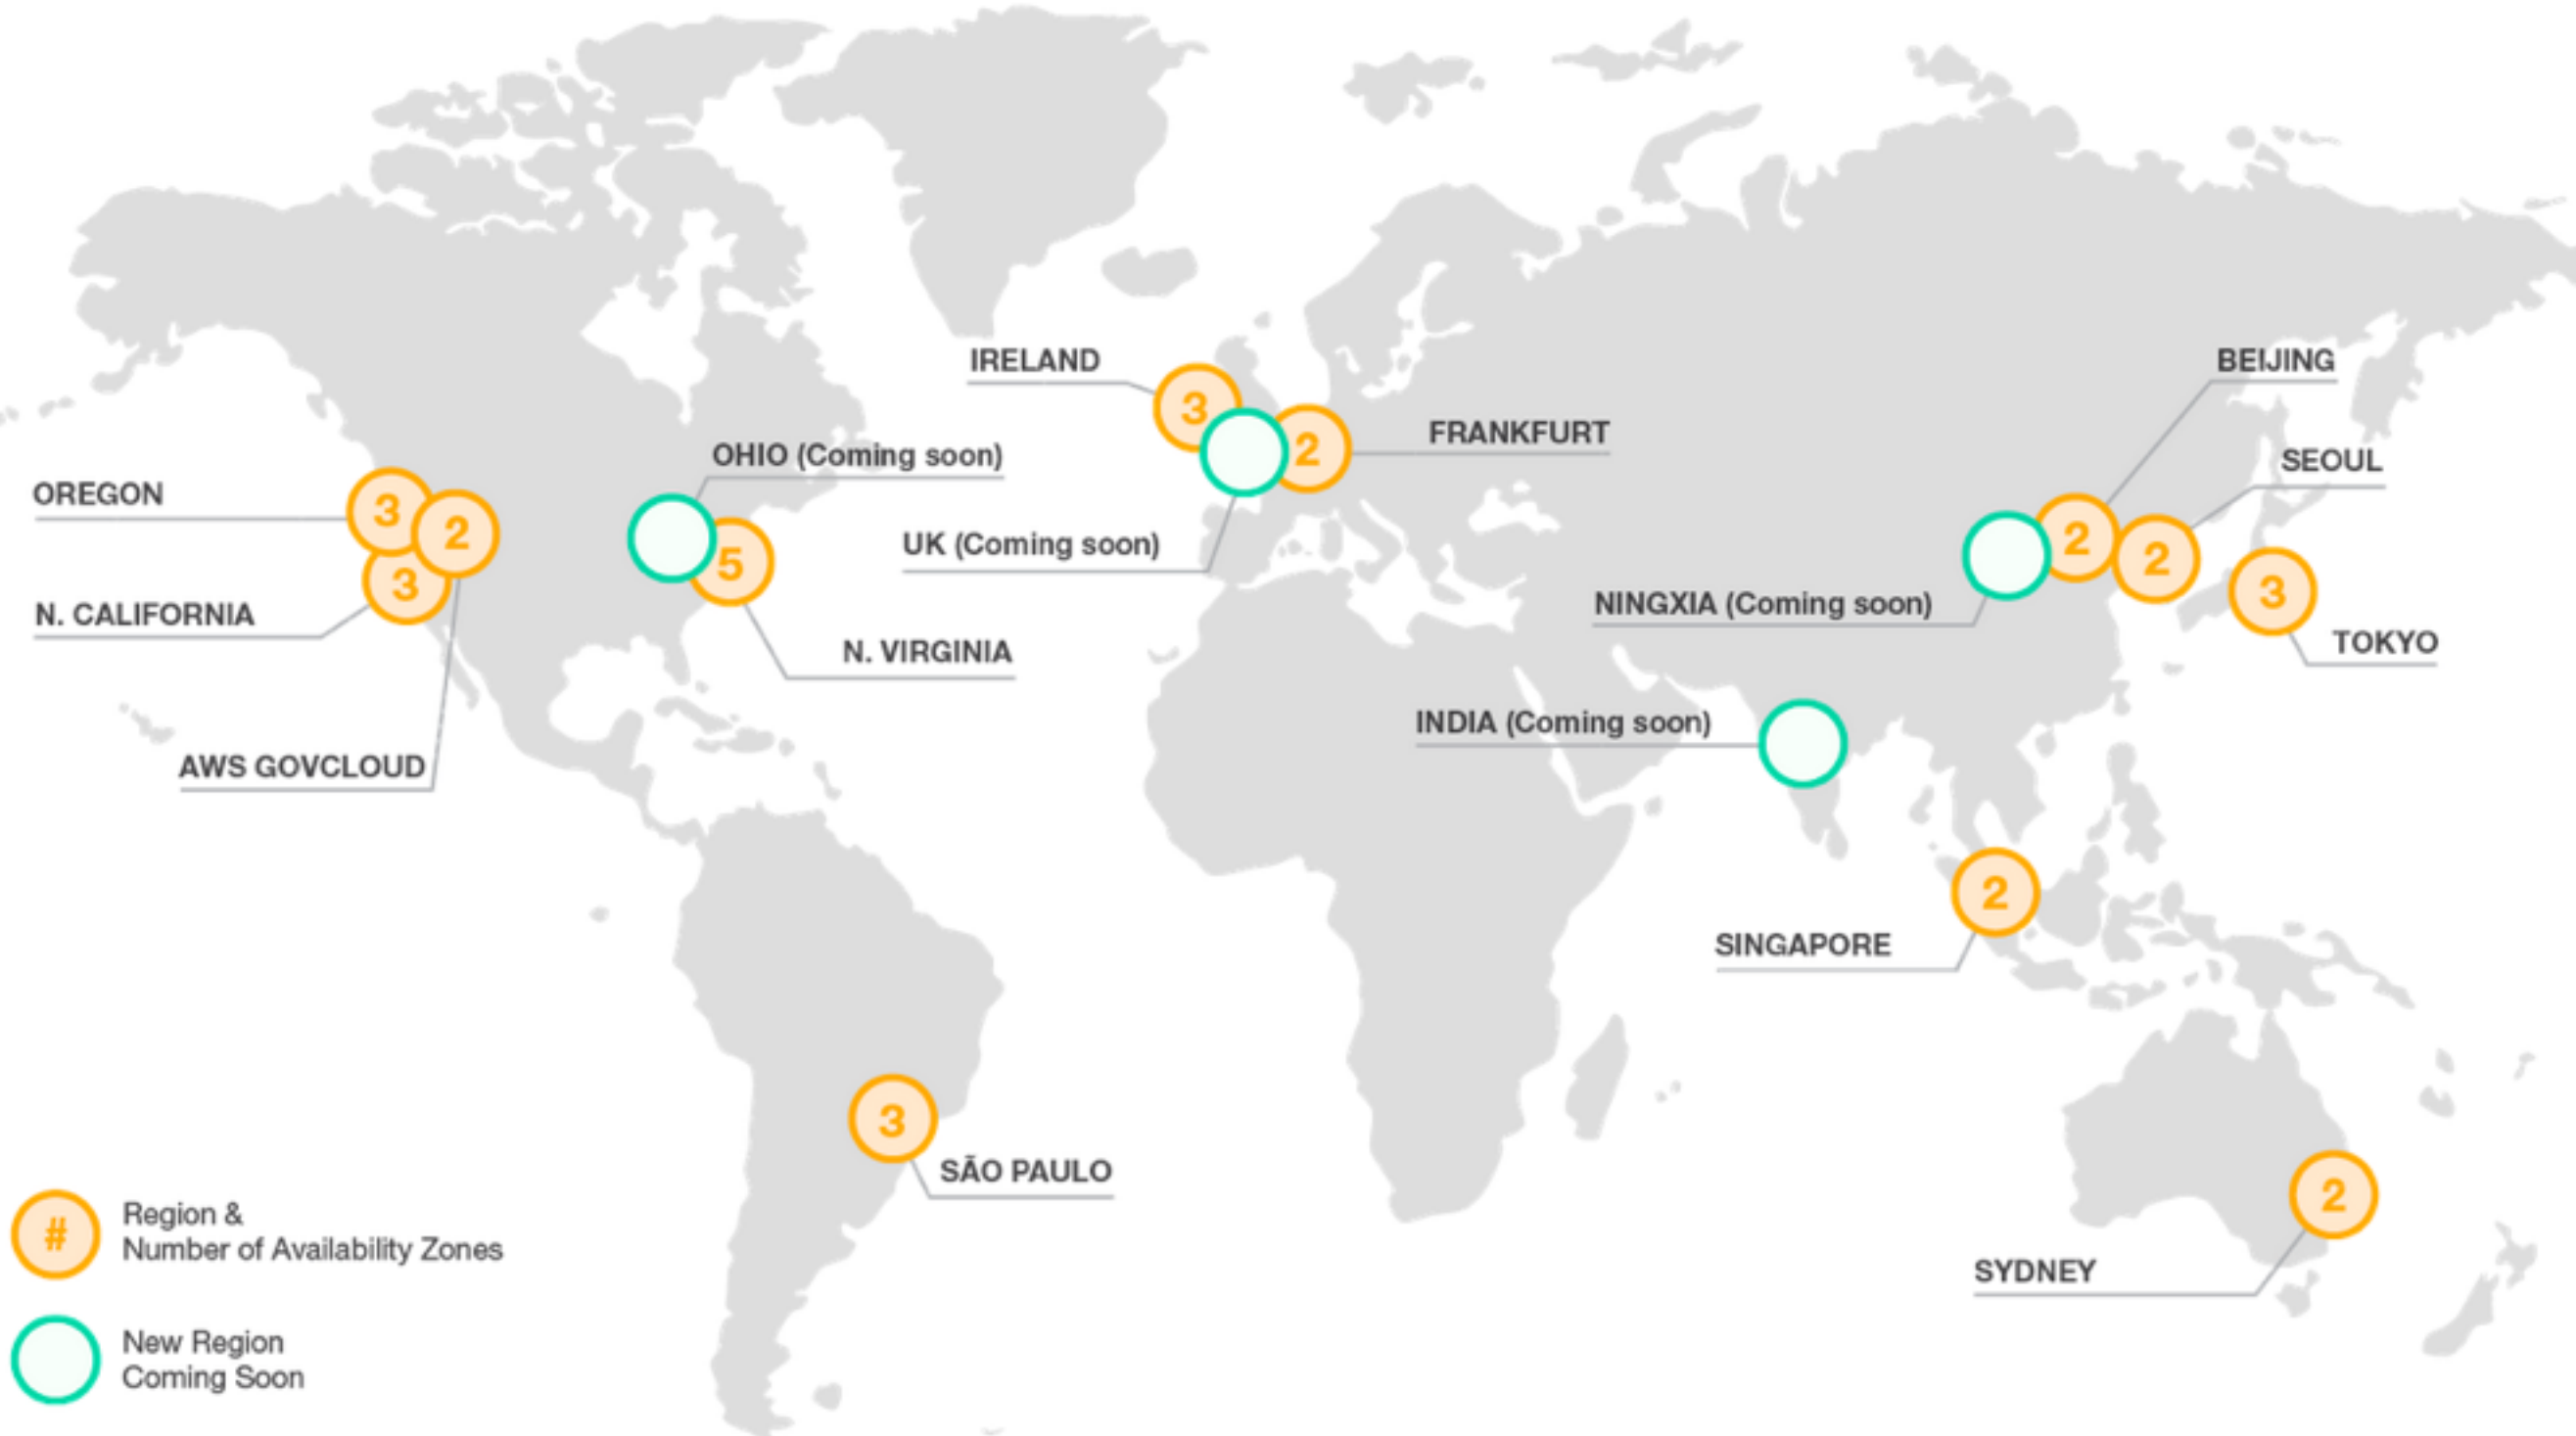 IRELAND
BEIJING
FRANKFURT
OHIO (Coming soon)
SEOUL
OREGON
3
2
3
3
2
5
2
2
3
UK (Coming soon)
NINGXIA (Coming soon)
N. CALIFORNIA
N. VIRGINIA
TOKYO
INDIA (Coming soon)
AWS GOVCLOUD
2
SINGAPORE
3
SÃO PAULO
2
SYDNEY
#
Region &
Number of Availability Zones
New Region
Coming Soon